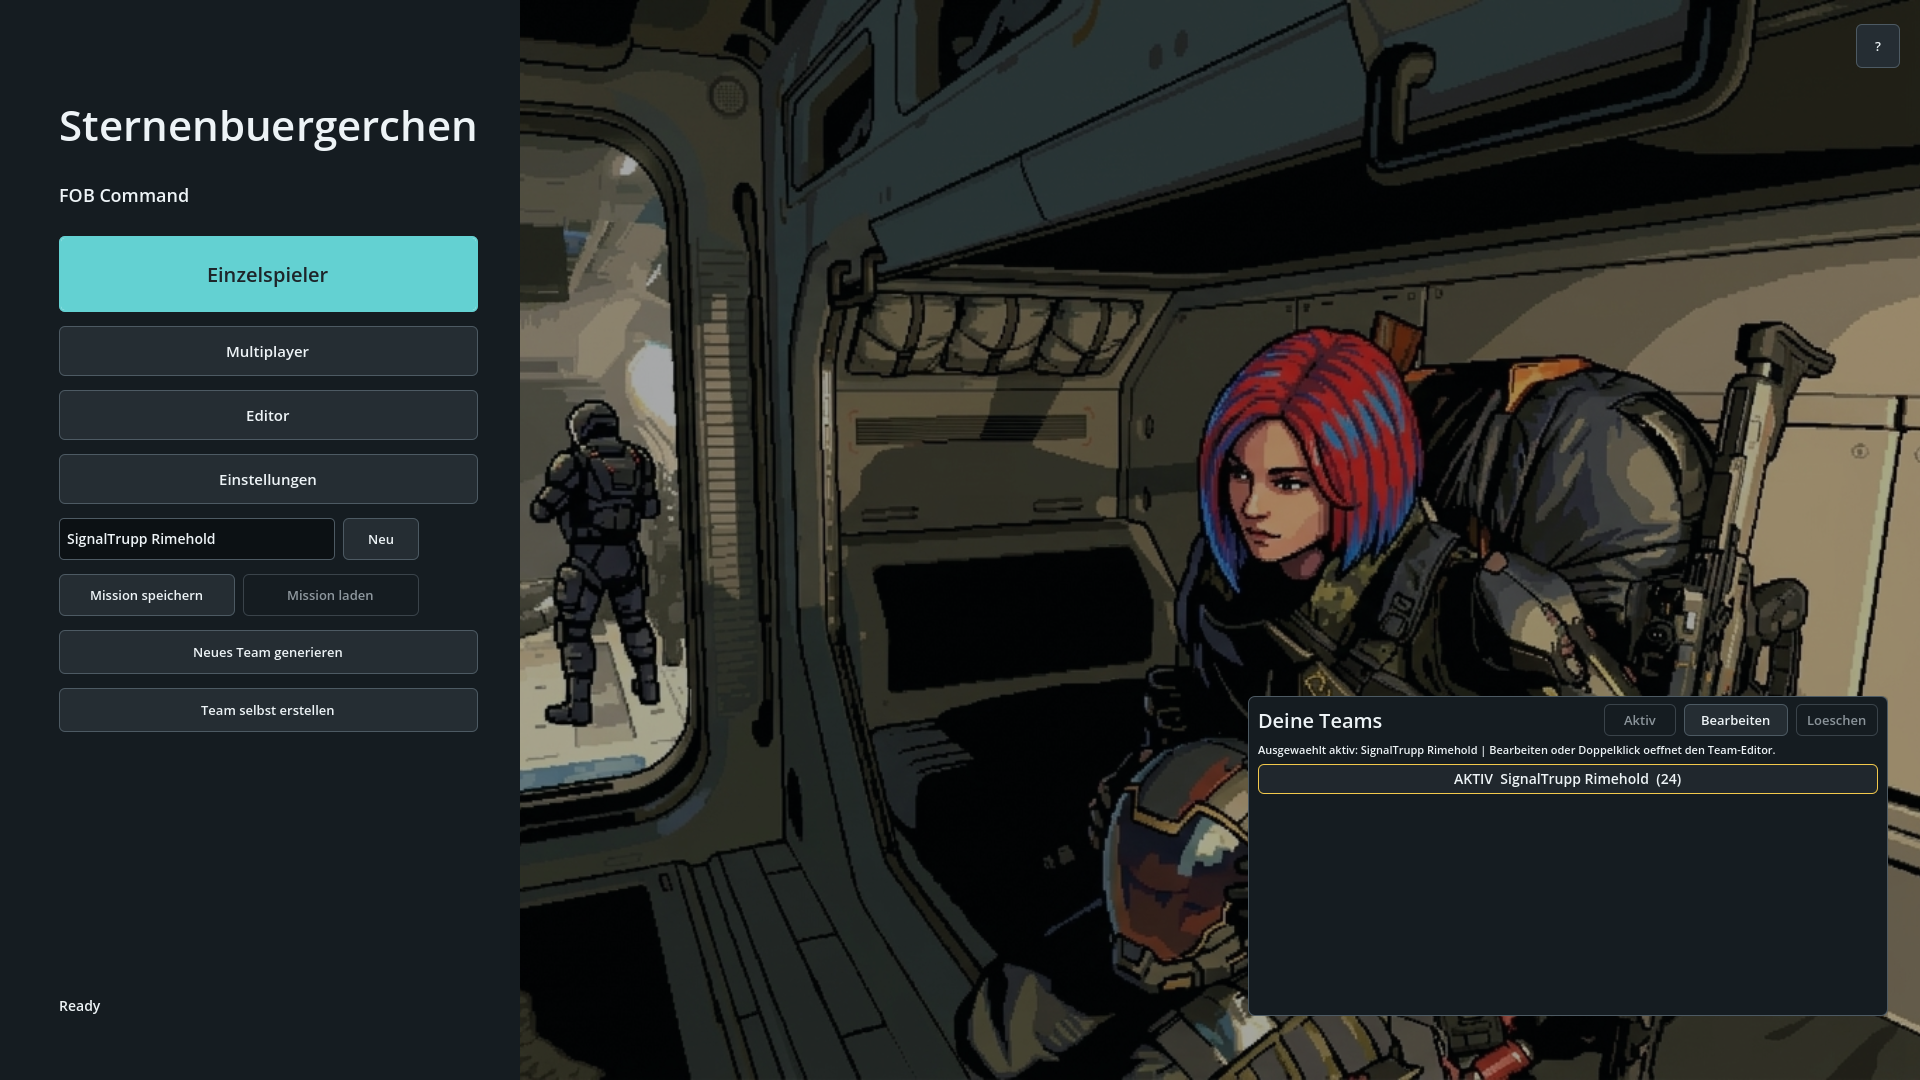 Sternenbuergerchen
FOB Command
Einzelspieler
Multiplayer
Editor
Einstellungen
SignalTrupp Rimehold
Neu
Mission speichern
Mission laden
Neues Team generieren
Team selbst erstellen
Ready
?
Deine Teams
Aktiv
Bearbeiten
Loeschen
Ausgewaehlt aktiv: SignalTrupp Rimehold | Bearbeiten oder Doppelklick oeffnet den Team-Editor.
AKTIV  SignalTrupp Rimehold  (24)